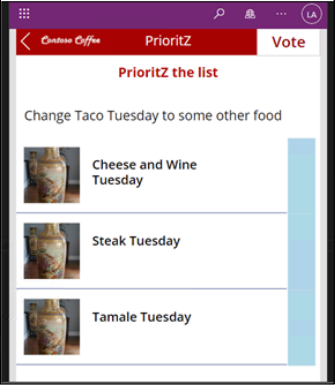 LA
Contoso Coffee PrioritZ Vote
PrioritZ the list
Change Taco Tuesday to some other food
Cheese and Wine
Tuesday
Steak Tuesday
Tamale Tuesday